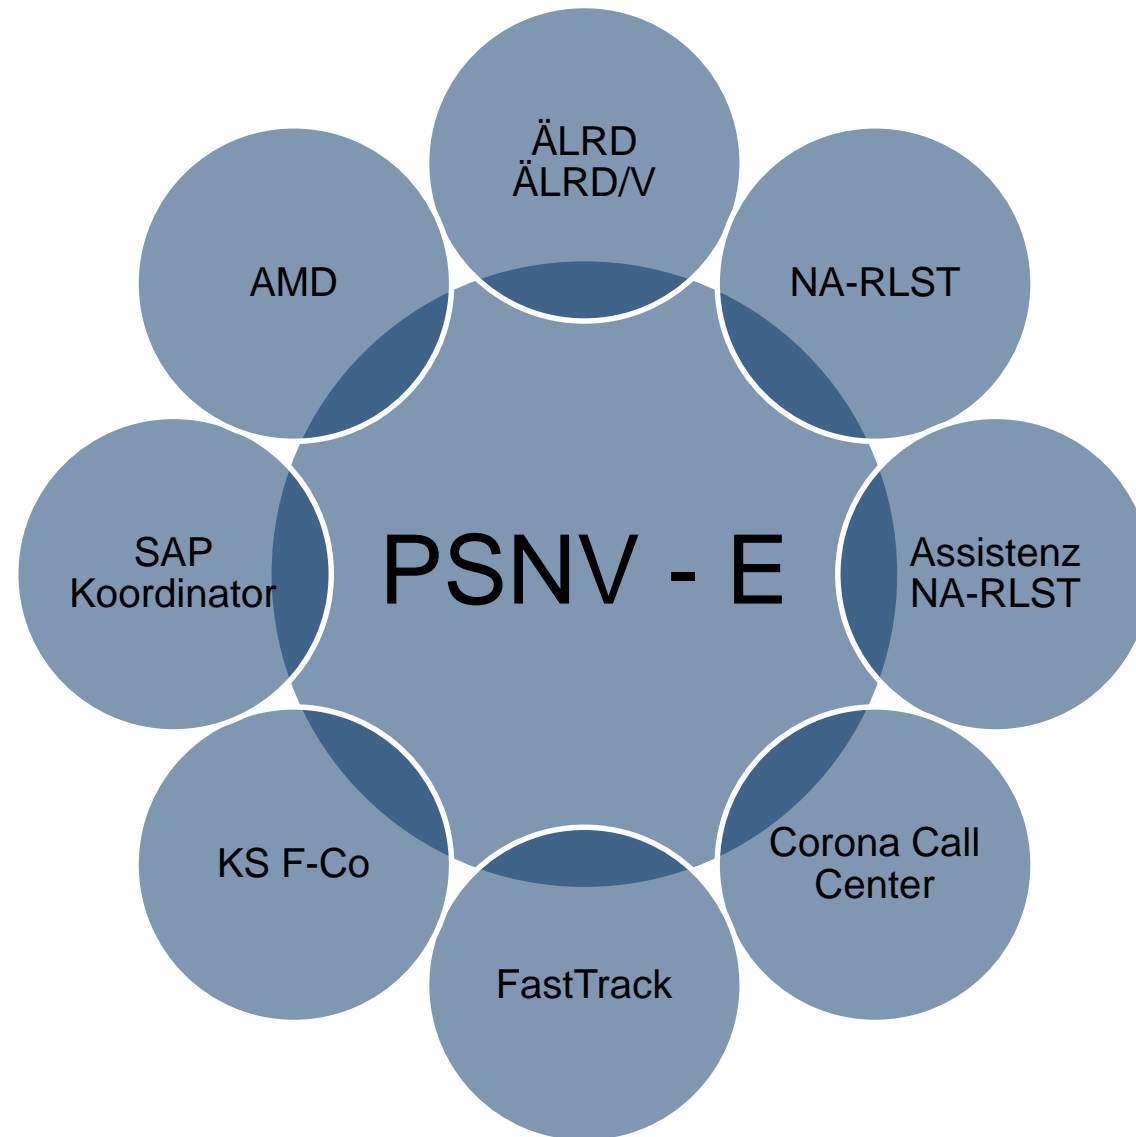 ÄLRD
ÄLRD/V
AMD
NA-RLST
SAP
Koordinator
PSNV - E
Assistenz
NA-RLST
KS F-Co
Corona Call
Center
FastTrack